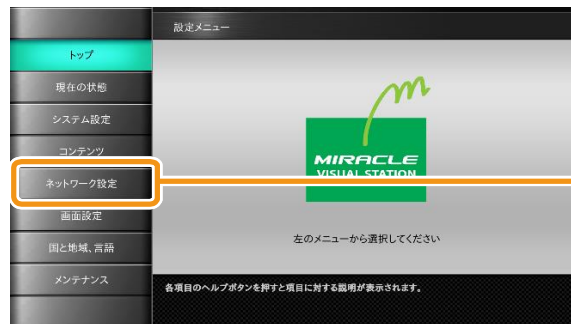 設定メニュー
トップ
現在の状態
システム設定
コンテンツ
ネットワーク設定
画面設定
国と地域、言語
メンテナンス
MIRACLE
VISUAL STATION
左のメニューから選択してください
各項目のヘルプボタンを押すと項目に対する説明が表示されます。